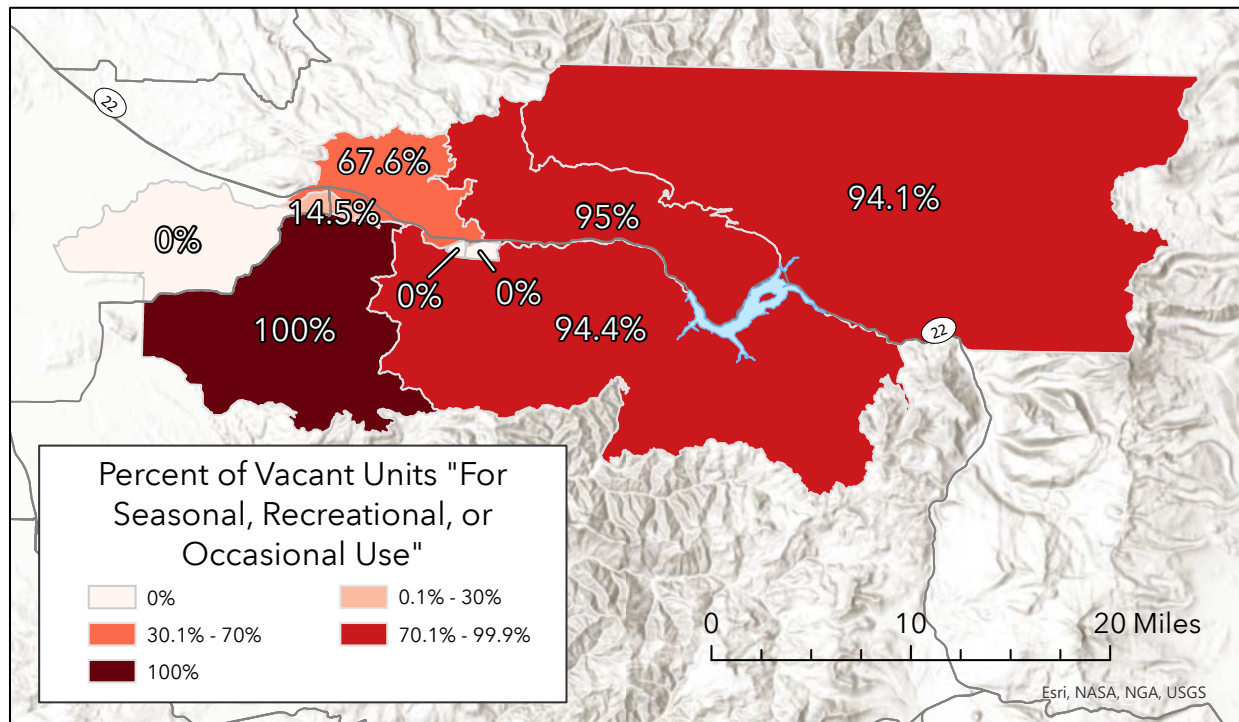 22
67.6%
14.5%
0%
95%
94.1%
0%
0%
100%
94.4%
22
Percent of Vacant Units "For
Seasonal, Recreational, or
Occasional Use"
0%
0.1% - 30%
30.1% - 70%
70.1% - 99.9%
100%
0
10
20 Miles
Esri, NASA, NGA, USGS